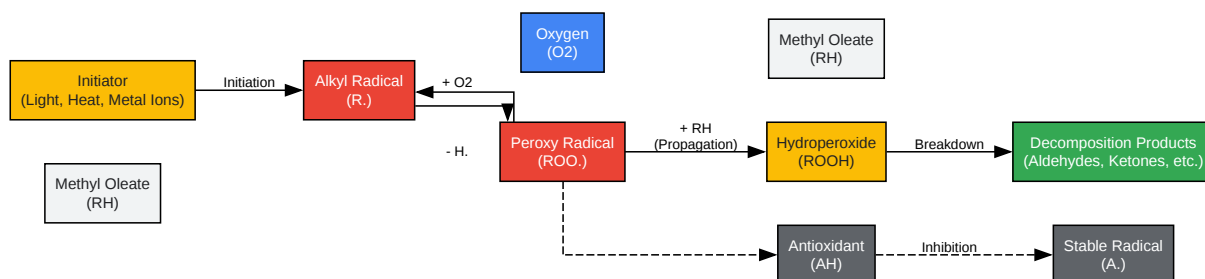 Oxygen
(O2)
Methyl Oleate
(RH)
Initiator
(Light, Heat, Metal Ions)
Initiation
Alkyl Radical
(R.)
+ O2
- H.
Peroxy Radical
(ROO.)
+ RH
(Propagation)
Hydroperoxide
(ROOH)
Breakdown
Decomposition Products
(Aldehydes, Ketones, etc.)
Methyl Oleate
(RH)
Antioxidant
(AH)
Inhibition
Stable Radical
(A.)